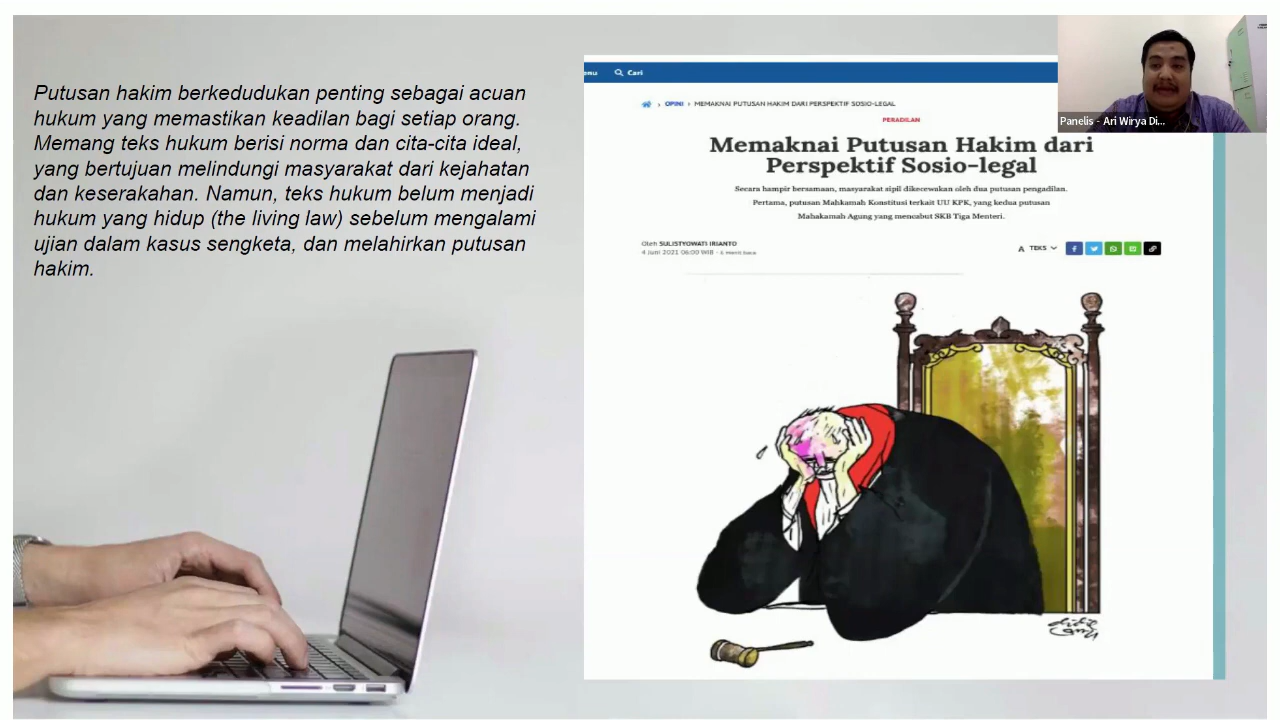 Putusan hakim berkedudukan penting sebagai acuan
hukum yang memastikan keadilan bagi setiap orang.
Memang teks hukum berisi norma dan cita-cita ideal,
yang bertujuan melindungi masyarakat dari kejahatan
dan keserakahan. Namun, teks hukum belum menjadi
hukum yang hidup (the living law) sebelum mengalami
ujian dalam kasus sengketa, dan melahirkan putusan
hakim.
enu Cari
OPINI › MEMAKNAI PUTUSAN HAKIM DARI PERSPEKTIF SOSIO-LEGAL
PERADILAN
Memaknai Putusan Hakim dari
Perspektif Sosio-legal
Secara hampir bersamaan, masyarakat sipil dikecewakan oleh dua putusan pengadilan.
Pertama, putusan Mahkamah Konstitusi terkait UU KPK, yang kedua putusan
Mahakamah Agung yang mencabut SKB Tiga Menteri.
Oleh SULISTYOWATI IRIANTO
4 Juni 2021 06:00 WIB
A TEKS
Panelis - Ari Wirya Di...